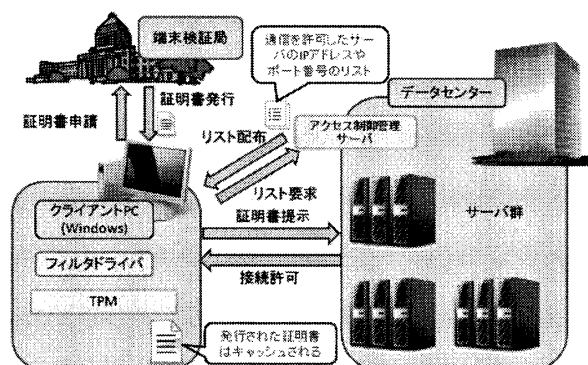 端末検証局
通信を許可したサー
バのIPアドレスや
ポート番号のリスト
データセンター
証明書発行
証明書申請
リスト配布
アクセス制御管理
サーバ
リスト要求
クライアントPC
(Windows)
証明書提示
サーバ群
フィルタドライバ
接続許可
TPM
発行された証明書
はキャッシュされる